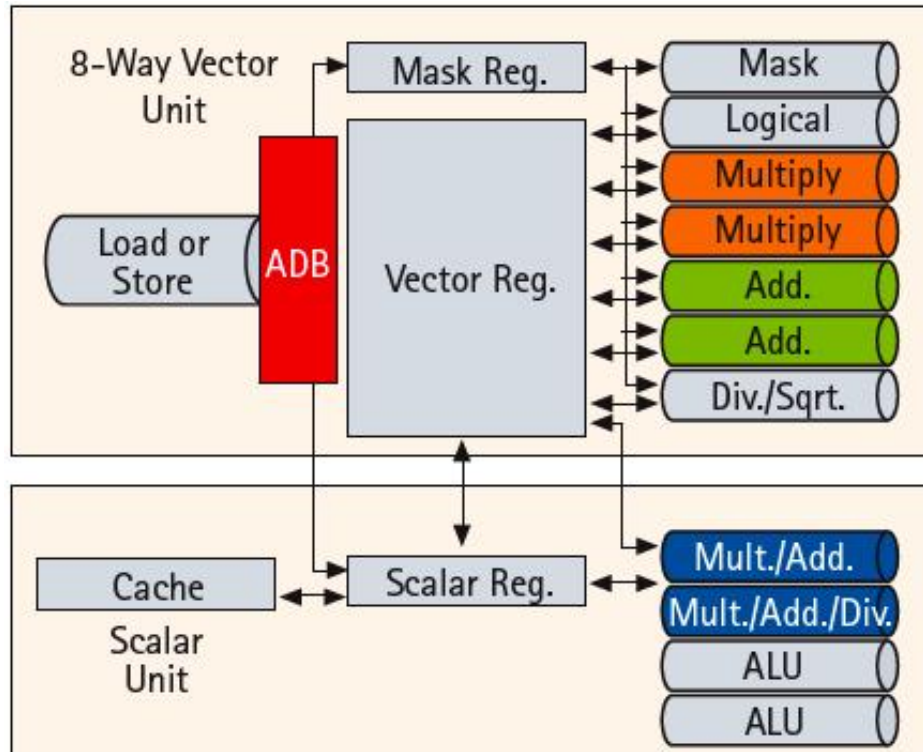 8-Way Vector
Unit
Mask Reg.
Mask
Logical
Multiply
Multiply
Add.
Add.
Div./Sqrt.
Load or
Store
ADB
Vector Reg.
Cache
Scalar
Unit
Scalar Reg.
Mult./Add.
Mult./Add./Div.
ALU
ALU